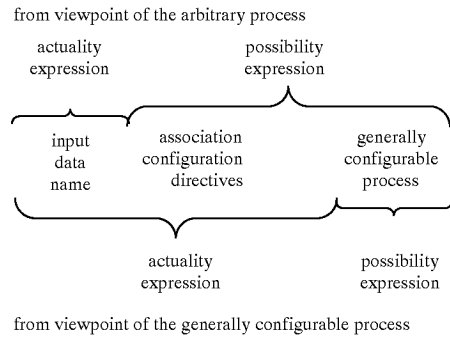 from viewpoint of the arbitrary process
actuality
expression
possibility
expression
input
data
name
association
configuration
directives
generally
configurable
process
actuality
expression
possibility
expression
from viewpoint of the generally configurable process